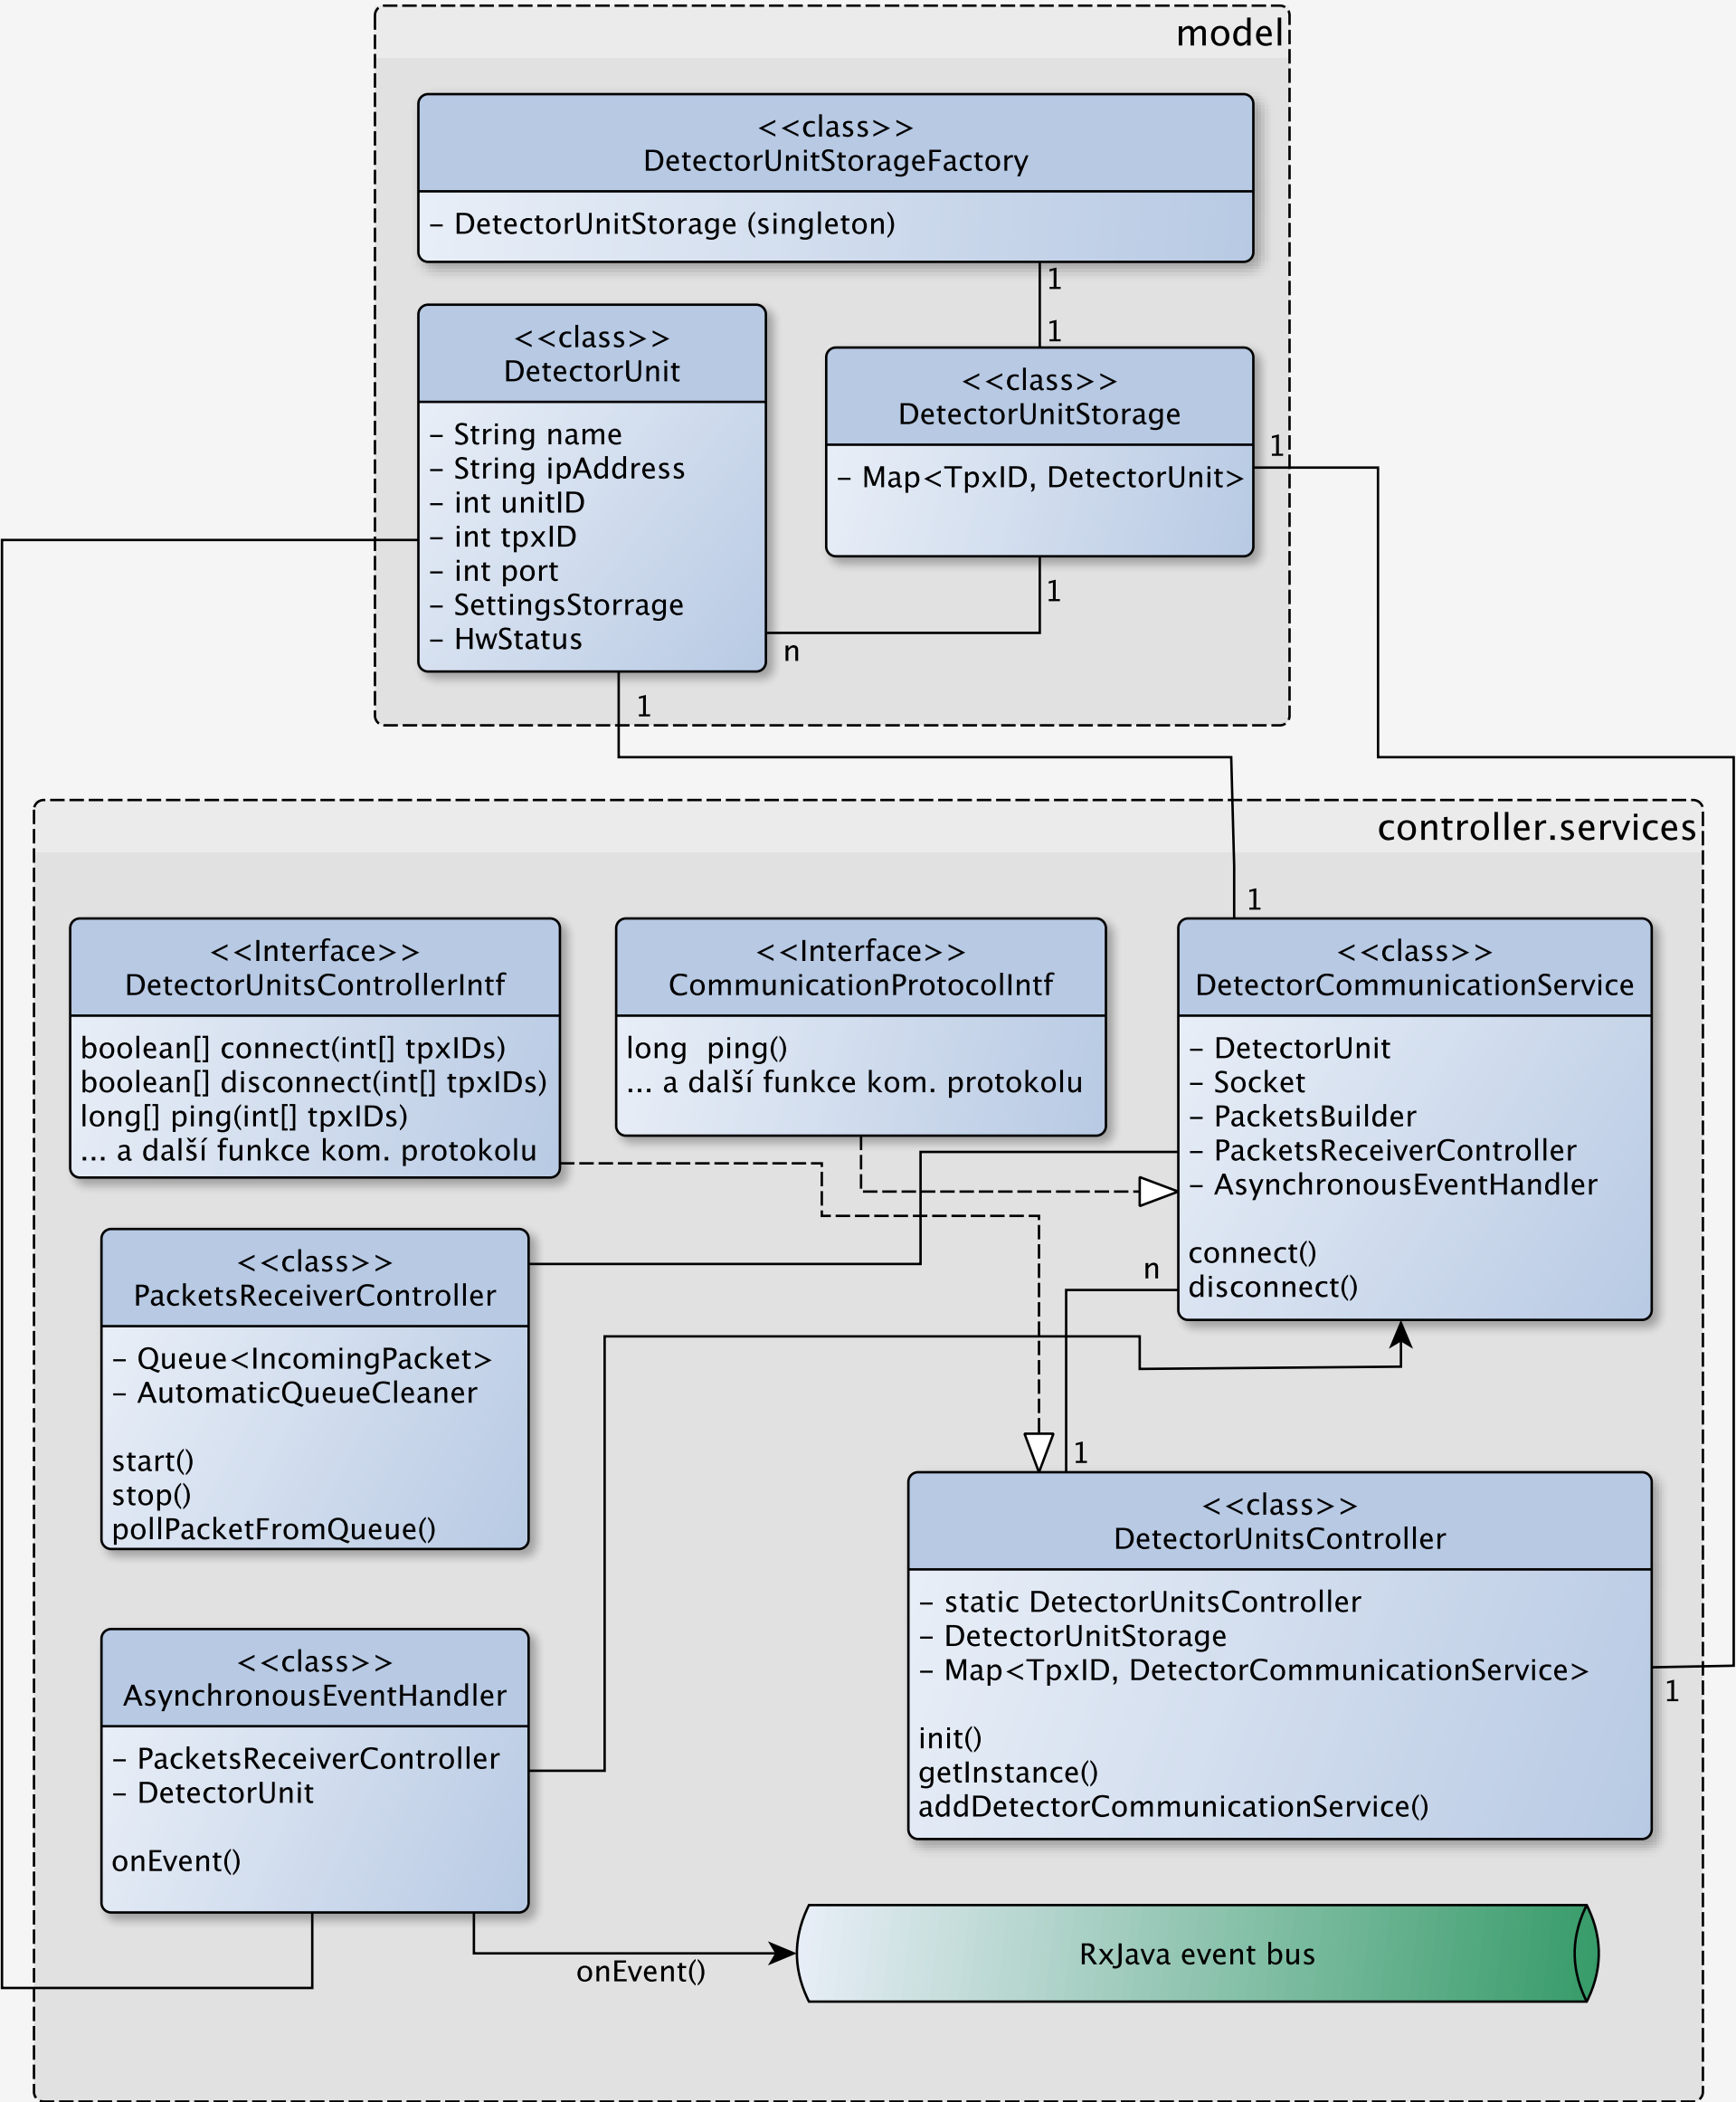 model
<<class>>
DetectorUnitStorageFactory
– DetectorUnitStorage (singleton)
1
1
<<class>>
DetectorUnit
– String name
– String ipAddress
– int unitID
– int tpxID
– int port
– SettingsStorrage
– HwStatus
<<class>>
DetectorUnitStorage
– Map<TpxID, DetectorUnit>
1
1
n
1
controller.services
1
<<Interface>>
DetectorUnitsControllerIntf
boolean[] connect(int[] tpxIDs)
boolean[] disconnect(int[] tpxIDs)
long[] ping(int[] tpxIDs)
... a další funkce kom. protokolu
<<Interface>>
CommunicationProtocolIntf
long  ping()
... a další funkce kom. protokolu
<<class>>
DetectorCommunicationService
– DetectorUnit
– Socket
– PacketsBuilder
– PacketsReceiverController
– AsynchronousEventHandler
connect()
disconnect()
n
<<class>>
PacketsReceiverController
– Queue<IncomingPacket>
– AutomaticQueueCleaner
start()
stop()
pollPacketFromQueue()
1
<<class>>
DetectorUnitsController
– static DetectorUnitsController
– DetectorUnitStorage
– Map<TpxID, DetectorCommunicationService>
init()
getInstance()
addDetectorCommunicationService()
1
<<class>>
AsynchronousEventHandler
– PacketsReceiverController
– DetectorUnit
onEvent()
onEvent()
RxJava event bus